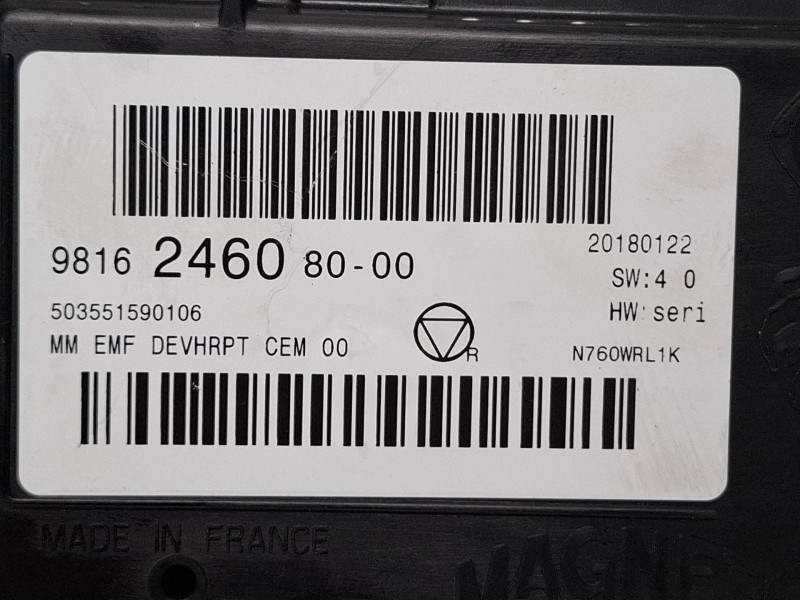 9816 2460 80-00
20180122
SW:4 0
HW:seri
503551590106
MM EMF DEVHRPT CEM 00
R
N760WRL1K
MADE IN FRANCE